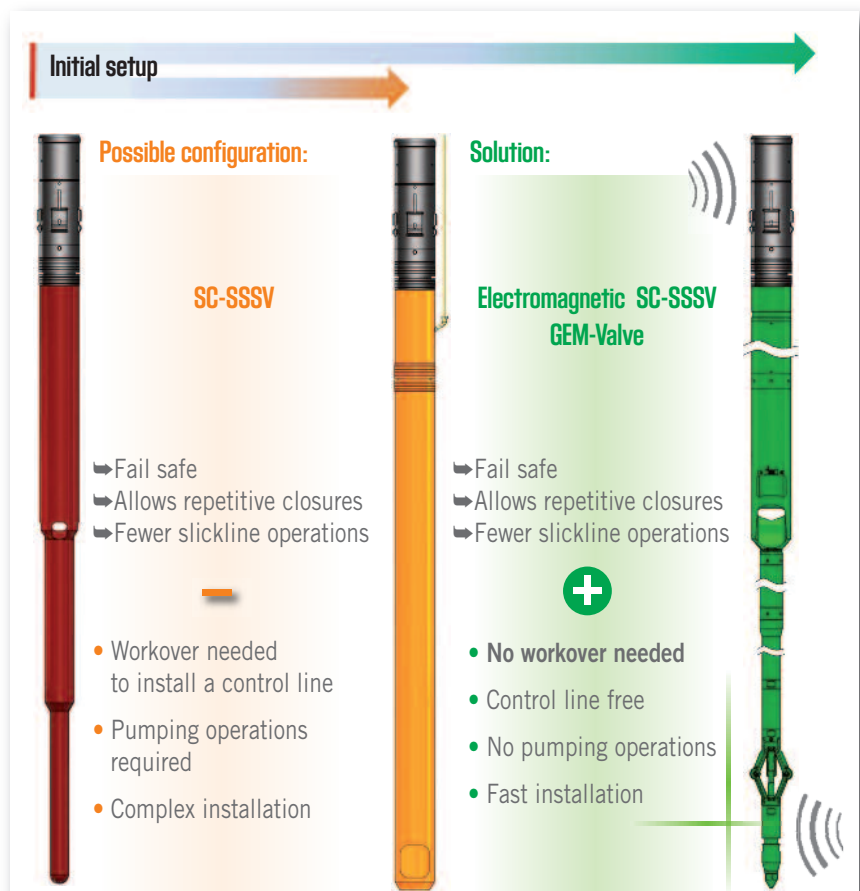 Initial setup
Possible configuration:
SC-SSSV
➥Fail safe
➥Allows repetitive closures
➥Fewer slickline operations
–
• Workover needed
to install a control line
• Pumping operations
required
• Complex installation
Solution:
Electromagnetic SC-SSSV
GEM-Valve
➥Fail safe
➥Allows repetitive closures
➥Fewer slickline operations
+
• No workover needed
• Control line free
• No pumping operations
• Fast installation